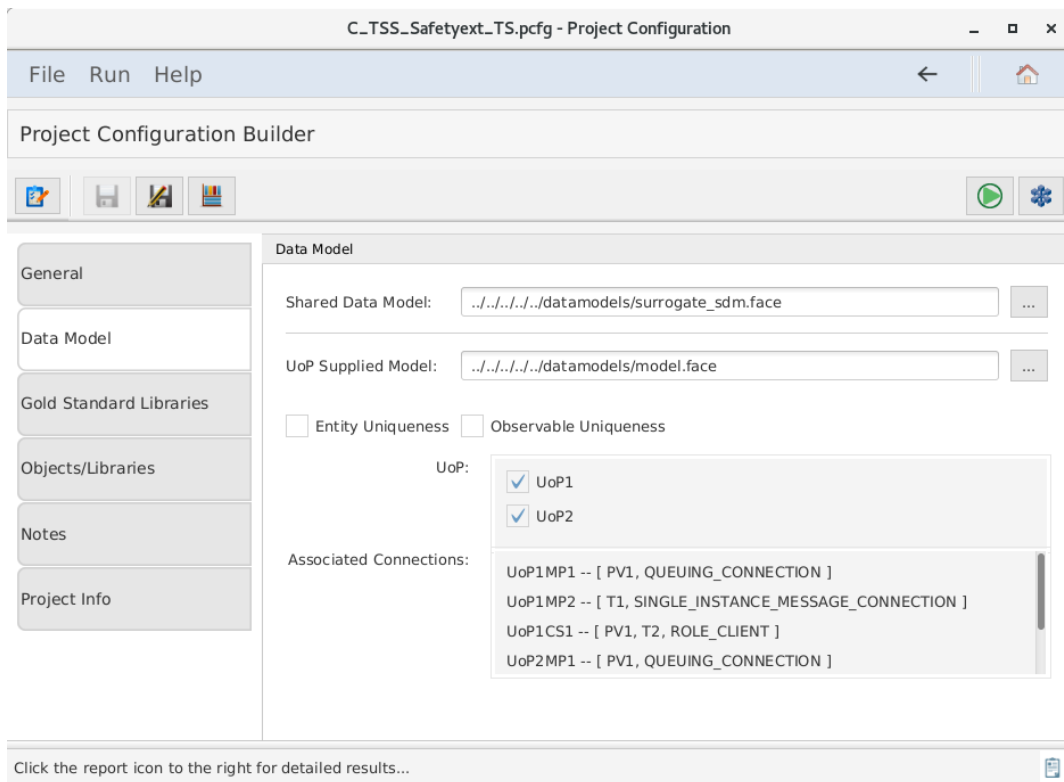 C_TSS_Safetyext_TS.pcfg - Project Configuration
File Run Help
Project Configuration Builder
General
Data Model
Gold Standard Libraries
Objects/Libraries
Notes
Project Info
Data Model
Shared Data Model: ../../../../../datamodels/surrogate_sdm.face ...
UoP Supplied Model: ../../../../../datamodels/model.face ...
Entity Uniqueness Observable Uniqueness
UoP:
UoP1
UoP2
Associated Connections:
UoP1MP1 -- [ PV1, QUEUING_CONNECTION ]
UoP1MP2 -- [ T1, SINGLE_INSTANCE_MESSAGE_CONNECTION ]
UoP1CS1 -- [ PV1, T2, ROLE_CLIENT ]
UoP2MP1 -- [ PV1, QUEUING_CONNECTION ]
Click the report icon to the right for detailed results...